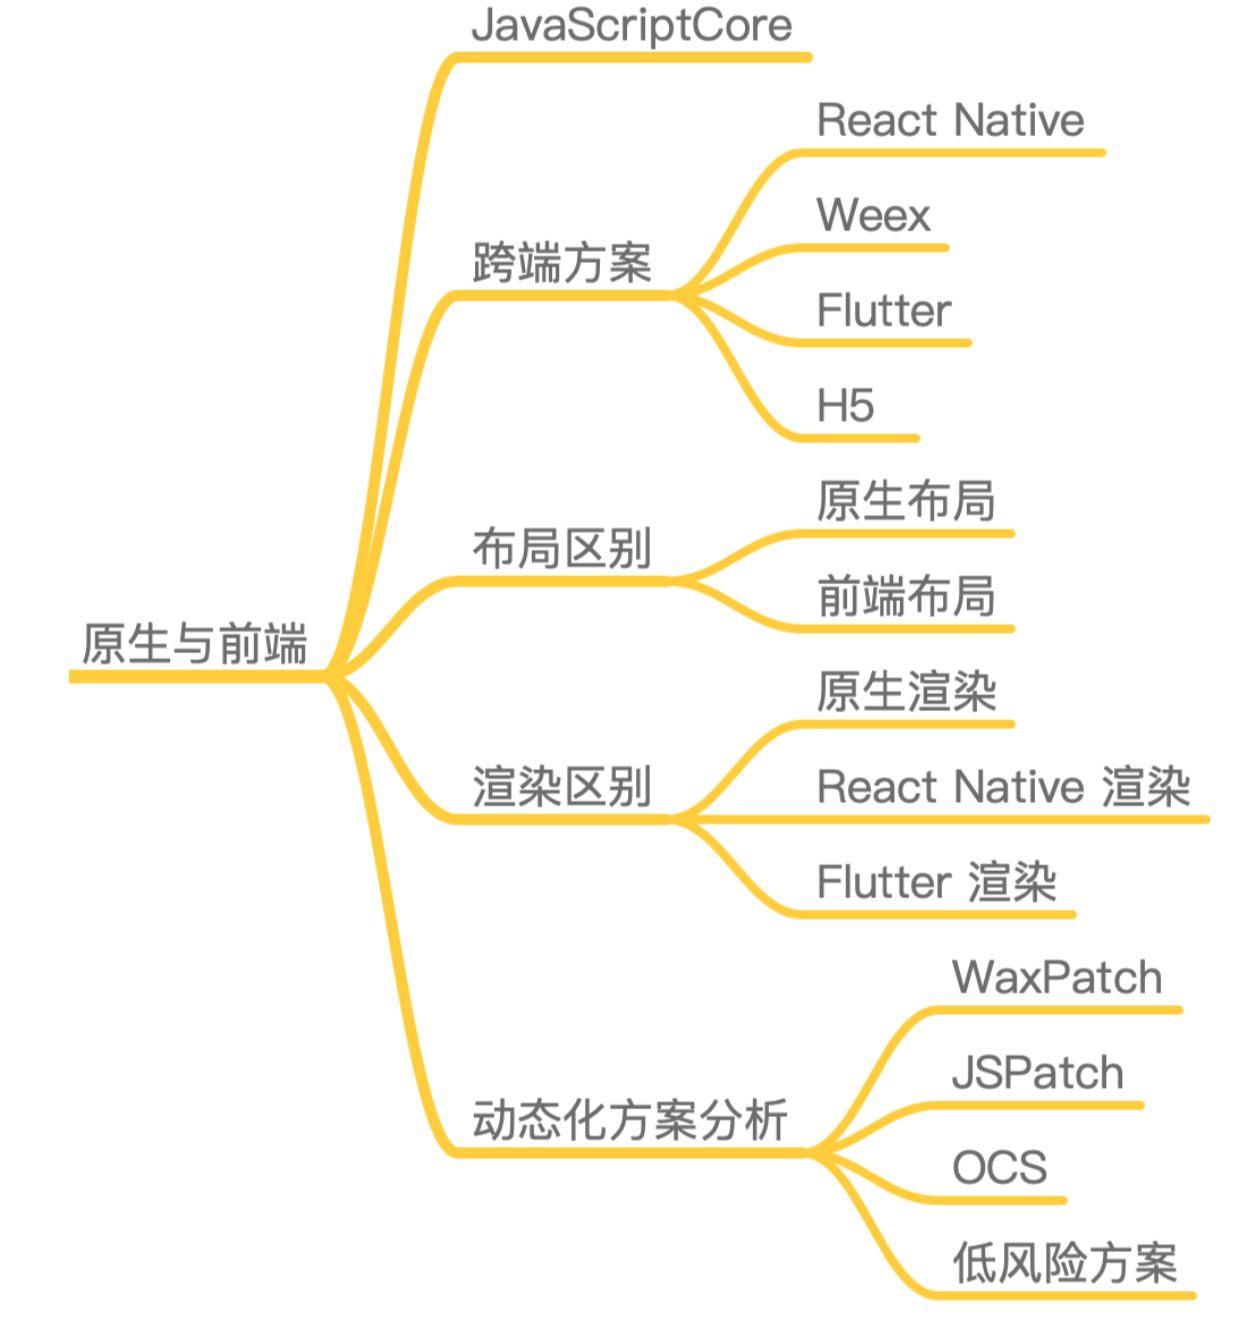 JavaScriptCore
React Native
Weex
跨端方案
Flutter
H5
原生布局
布局区别
前端布局
原生与前端
原生渲染
渲染区别
React Native 渲染
Flutter 渲染
WaxPatch
JSPatch
动态化方案分析
OCS
低风险方案